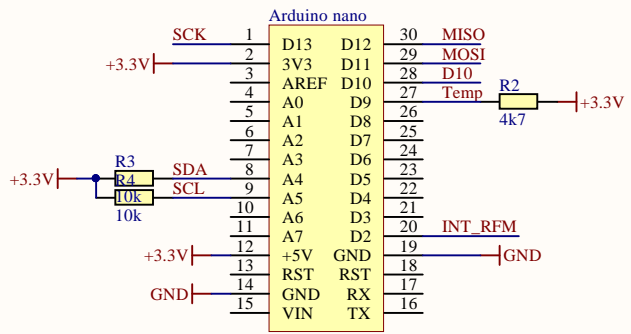 Arduino nano
SCK 1 D13 D12 30 MISO
+3.3V 2 3V3 D11 29 MOSI
3 AREF D10 28 D10
4 A0 D9 27 Temp R2 +3.3V
5 A1 D8 26 4k7
6 A2 D7 25
7 A3 D6 24
+3.3V R3 SDA 8 A4 D5 23
R4 10k SCL 9 A5 D4 22
10k 10 A6 D3 21
11 A7 D2 20 INT_RFM
+3.3V 12 +5V GND 19 GND
13 RST RST 18
GND 14 GND RX 17
15 VIN TX 16